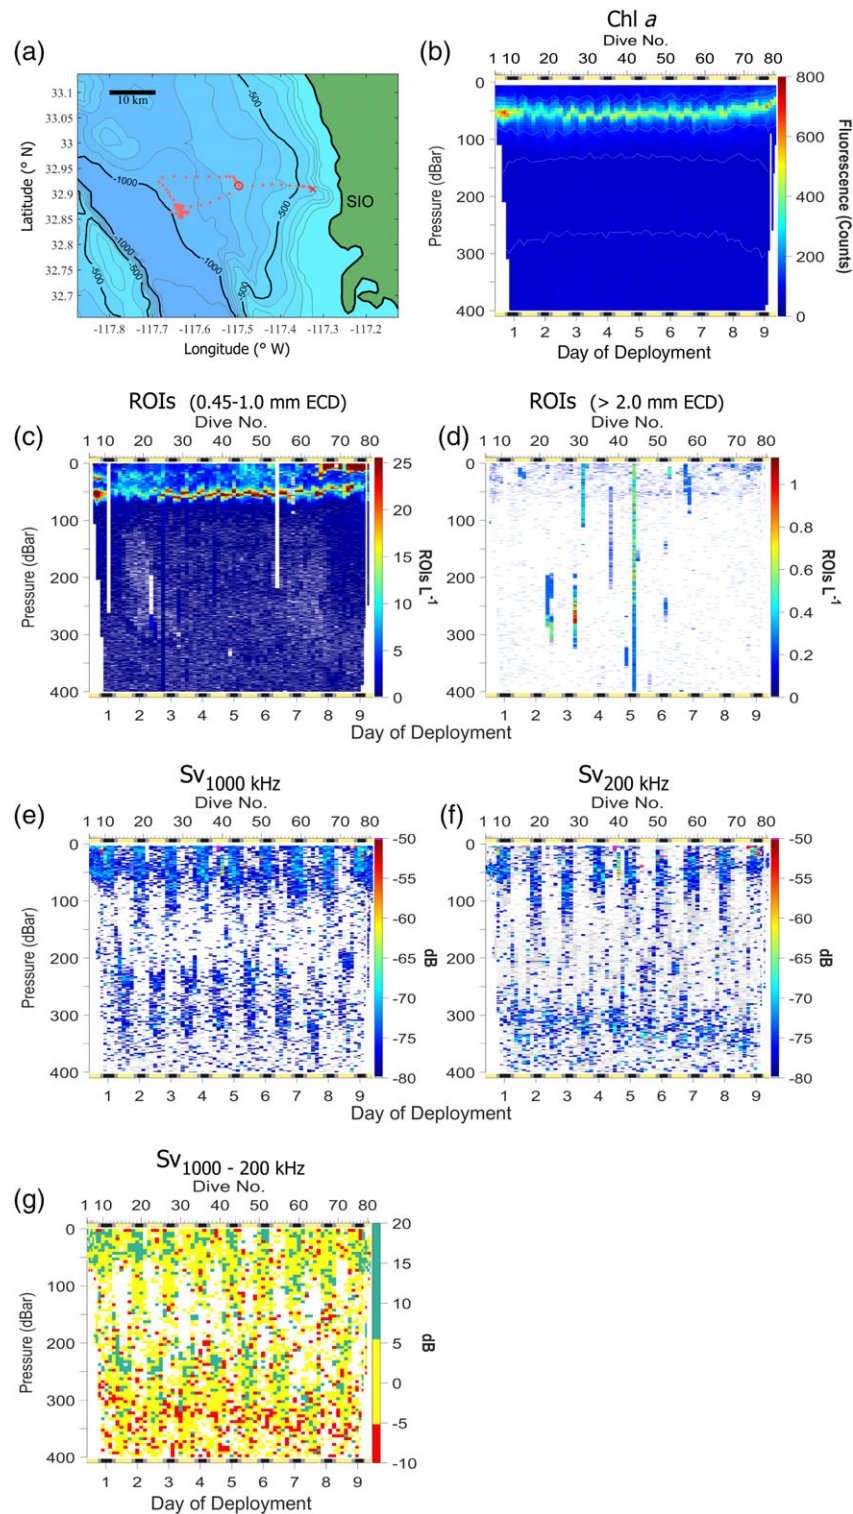 (a)
33.1
33.05
33
32.95
32.9
32.85
32.8
32.75
32.7
Latitude (° N)
10 km
-500
-1000
-500
-1000
-1000
-500
-500
SIO
-117.8 -117.7 -117.6 -117.5 -117.4 -117.3 -117.2
Longitude (° W)
(b)
Chl a
Dive No.
1 10 20 30 40 50 60 70 80
0
100
200
300
400
Pressure (dBar)
1 2 3 4 5 6 7 8 9
Day of Deployment
800
600
400
200
0
Fluorescence (Counts)
(c)
ROIs (0.45-1.0 mm ECD)
Dive No.
1 10 20 30 40 50 60 70 80
0
100
200
300
400
Pressure (dBar)
1 2 3 4 5 6 7 8 9
25
20
15
10
5
0
ROIs L-1
(d)
ROIs (> 2.0 mm ECD)
Dive No.
1 10 20 30 40 50 60 70 80
0
100
200
300
400
1 2 3 4 5 6 7 8 9
1
0.8
0.6
0.4
0.2
0
ROIs L-1
Day of Deployment
(e)
Sv1000 kHz
Dive No.
1 10 20 30 40 50 60 70 80
0
100
200
300
400
Pressure (dBar)
1 2 3 4 5 6 7 8 9
-50
-55
-60
-65
-70
-75
-80
dB
(f)
Sv200 kHz
Dive No.
1 10 20 30 40 50 60 70 80
0
100
200
300
400
1 2 3 4 5 6 7 8 9
-50
-55
-60
-65
-70
-75
-80
dB
Day of Deployment
(g)
Sv1000 - 200 kHz
Dive No.
1 10 20 30 40 50 60 70 80
0
100
200
300
400
Pressure (dBar)
1 2 3 4 5 6 7 8 9
Day of Deployment
20
15
10
5
0
-5
-10
dB